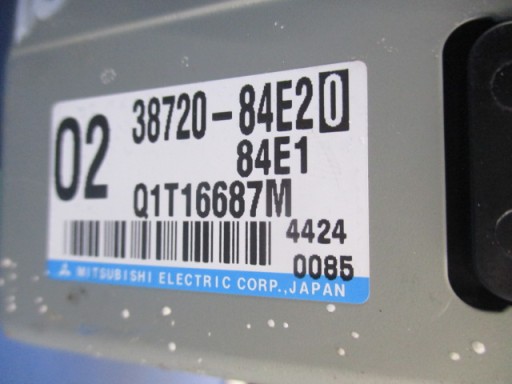 02
38720-84E20
84E1
Q1T16687M
4424
0085
MITSUBISHI ELECTRIC CORP., JAPAN